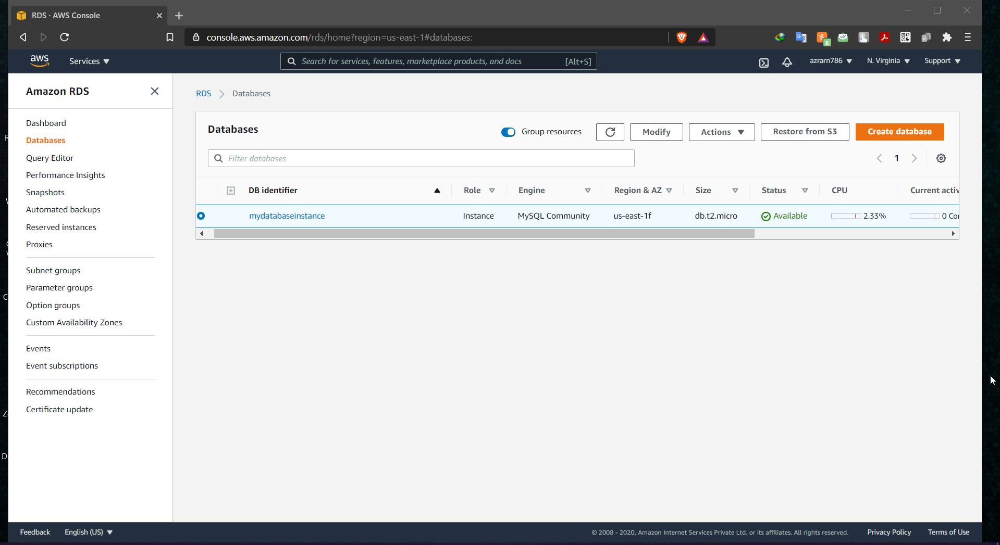 RDS · AWS Console
console.aws.amazon.com/rds/home?region=us-east-1#databases:
8
aws
Services
Search for services, features, marketplace products, and docs
[Alt+S]
azrarn786
N. Virginia
Support
Amazon RDS
Dashboard
Databases
Query Editor
Performance Insights
Snapshots
Automated backups
Reserved instances
Proxies
Subnet groups
Parameter groups
Option groups
Custom Availability Zones
Events
Event subscriptions
Recommendations
Certificate update
RDS
Databases
Databases
Group resources
Modify
Actions
Restore from S3
Create database
Filter databases
1
DB identifier
Role
Engine
Region & AZ
Size
Status
CPU
Current activ
mydatabaseinstance
Instance
MySQL Community
us-east-1f
db.t2.micro
Available
2.33%
0 Co
Feedback
English (US)
© 2008 - 2020, Amazon Internet Services Private Ltd. or its affiliates. All rights reserved.
Privacy Policy
Terms of Use